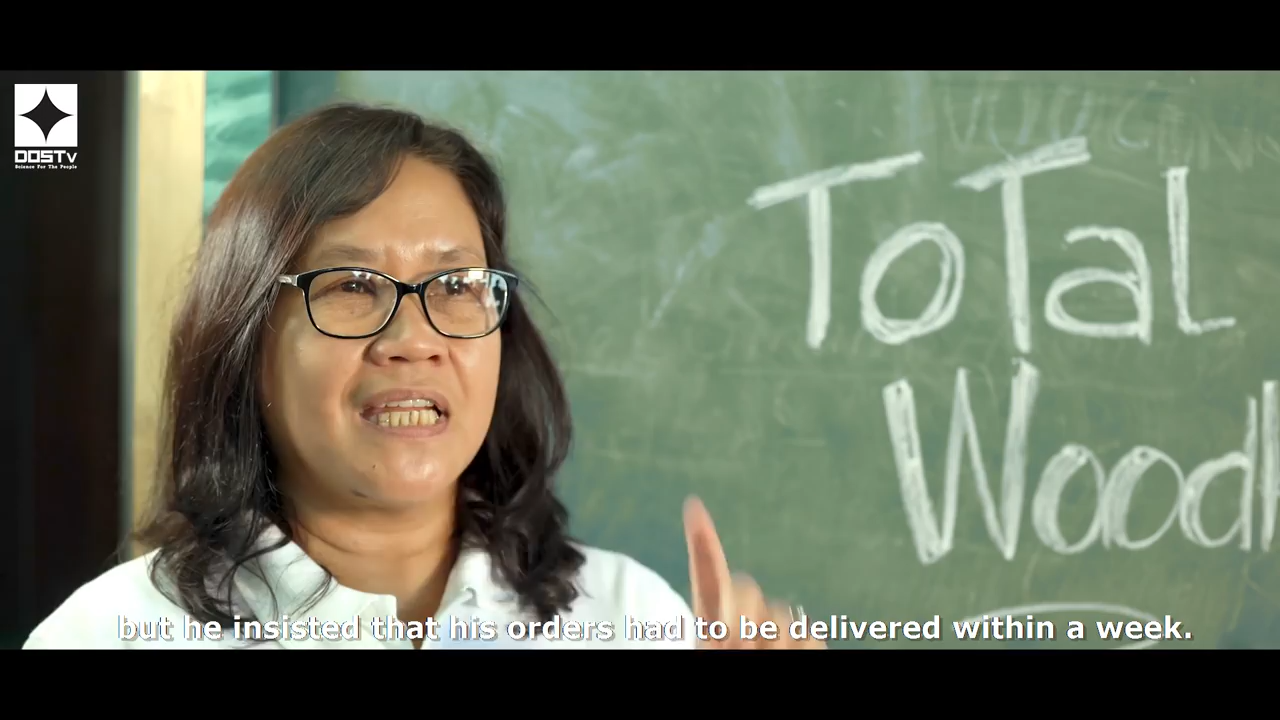 DOSTv
Science For The People
ToTal
Wood
but he insisted that his orders had to be delivered within a week.